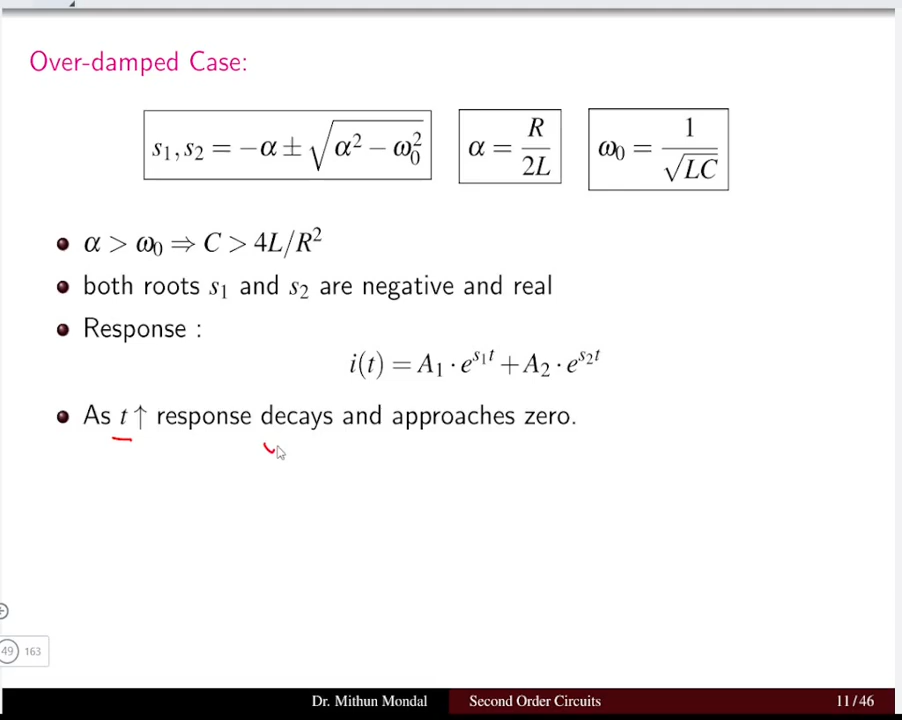 Over-damped Case:
s₁, s₂ = −α ± √(α² − ω₀²)
α = R/2L
ω₀ = 1/√LC
α > ω₀ ⇒ C > 4L/R²
both roots s₁ and s₂ are negative and real
Response :
i(t) = A₁ · e^{s₁t} + A₂ · e^{s₂t}
As t ↑ response decays and approaches zero.
49 163
Dr. Mithun Mondal Second Order Circuits 11/46